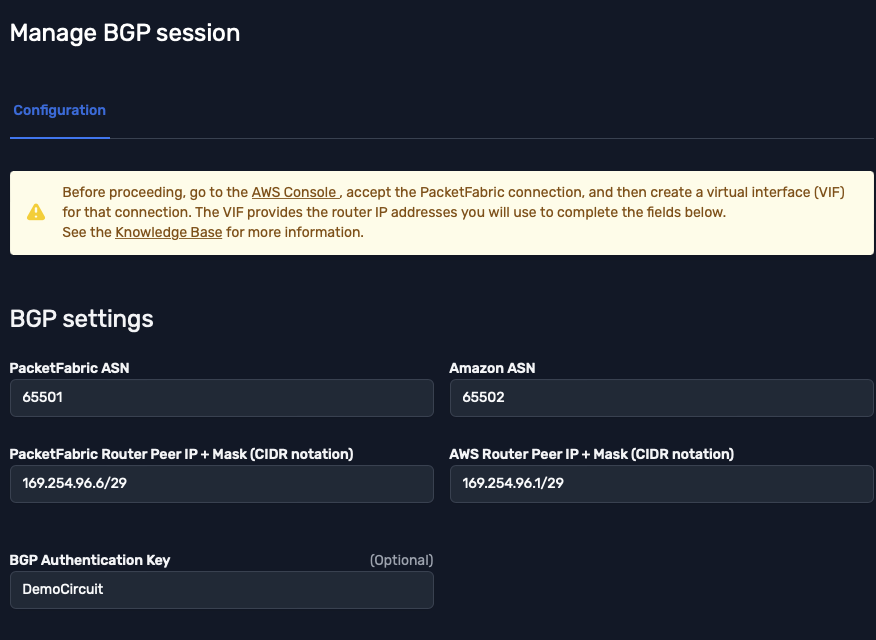 Manage BGP session
Configuration
Before proceeding, go to the AWS Console , accept the PacketFabric connection, and then create a virtual interface (VIF)
for that connection. The VIF provides the router IP addresses you will use to complete the fields below.
See the Knowledge Base for more information.
BGP settings
PacketFabric ASN
65501
Amazon ASN
65502
PacketFabric Router Peer IP + Mask (CIDR notation)
169.254.96.6/29
AWS Router Peer IP + Mask (CIDR notation)
169.254.96.1/29
BGP Authentication Key (Optional)
DemoCircuit